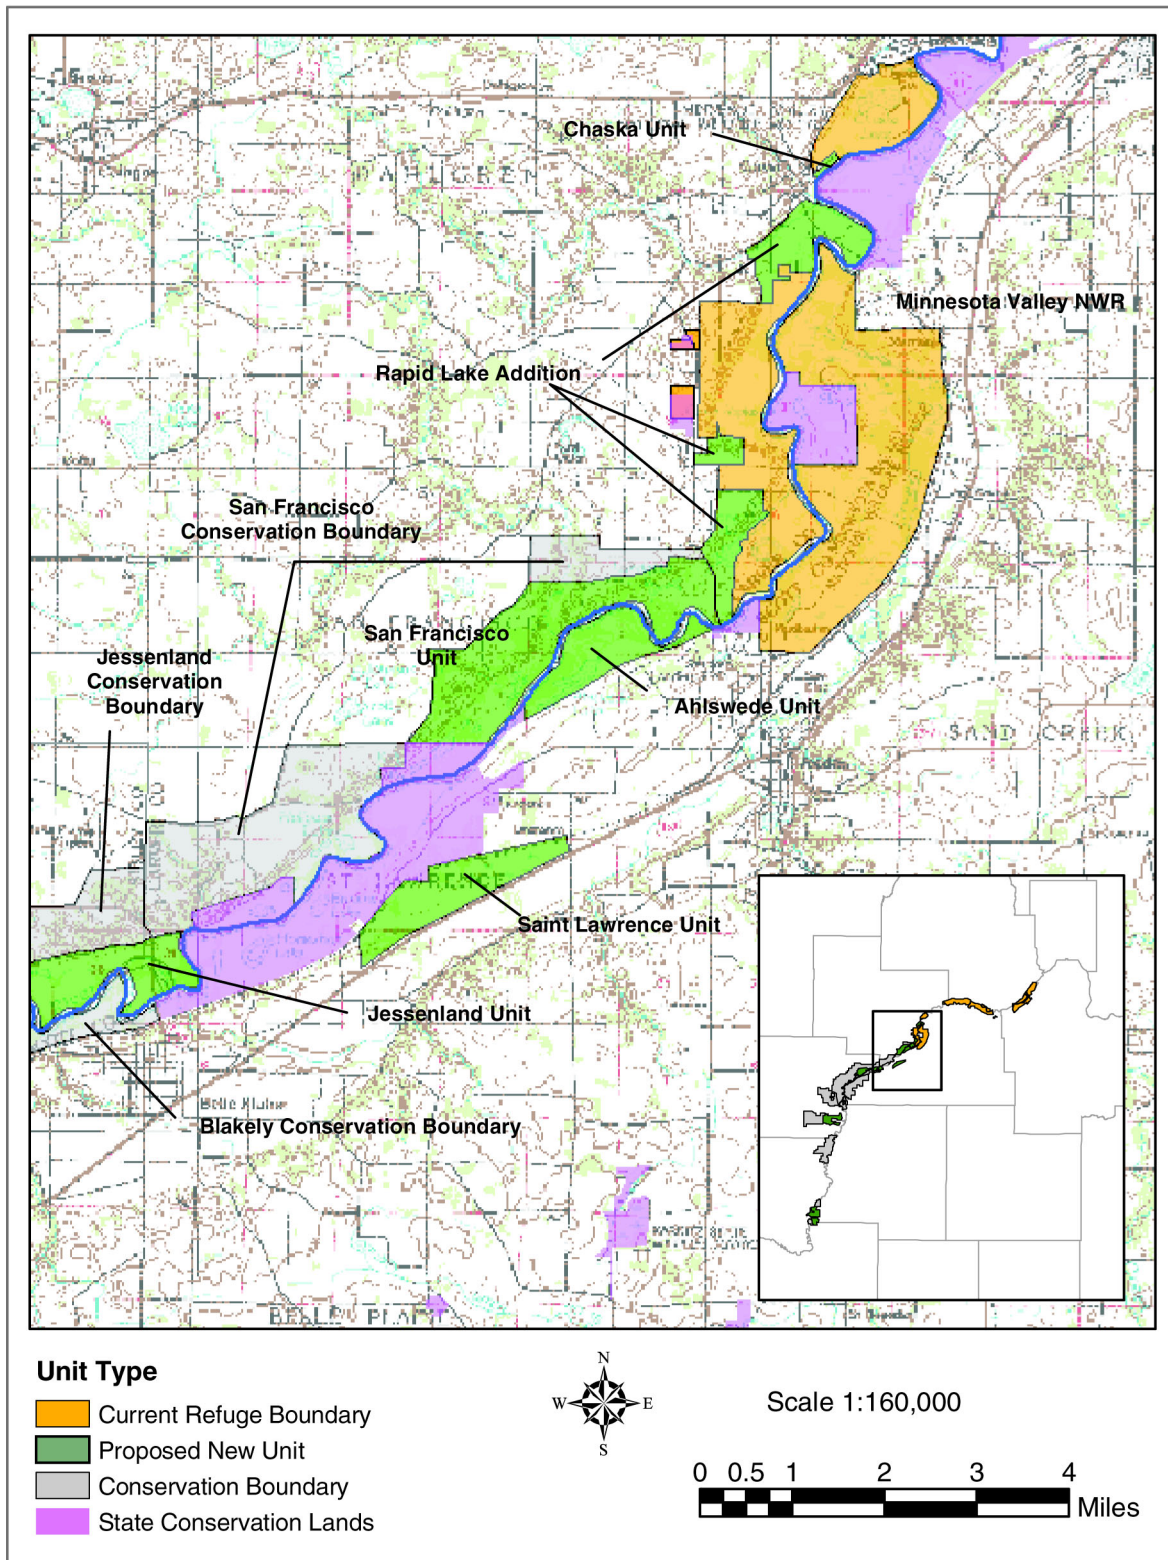 Chaska Unit
Minnesota Valley NWR
Rapid Lake Addition
San Francisco
Conservation Boundary
San Francisco
Unit
Jessenland
Conservation
Boundary
Ahlswede Unit
SAND CREEK
Saint Lawrence Unit
Jessenland Unit
Blakely Conservation Boundary
Unit Type
Current Refuge Boundary
Proposed New Unit
Conservation Boundary
State Conservation Lands
N
W E
S
Scale 1:160,000
0 0.5 1 2 3 4
Miles